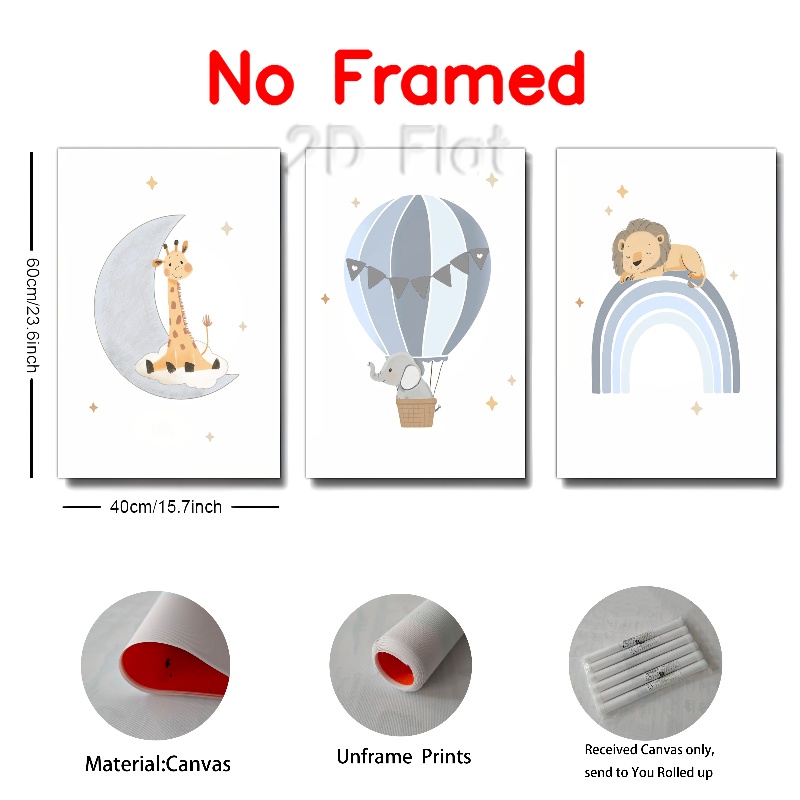 No Framed
2D Flat
60cm/23.6inch
40cm/15.7inch
Material:Canvas
Unframe Prints
Received Canvas only,
send to You Rolled up